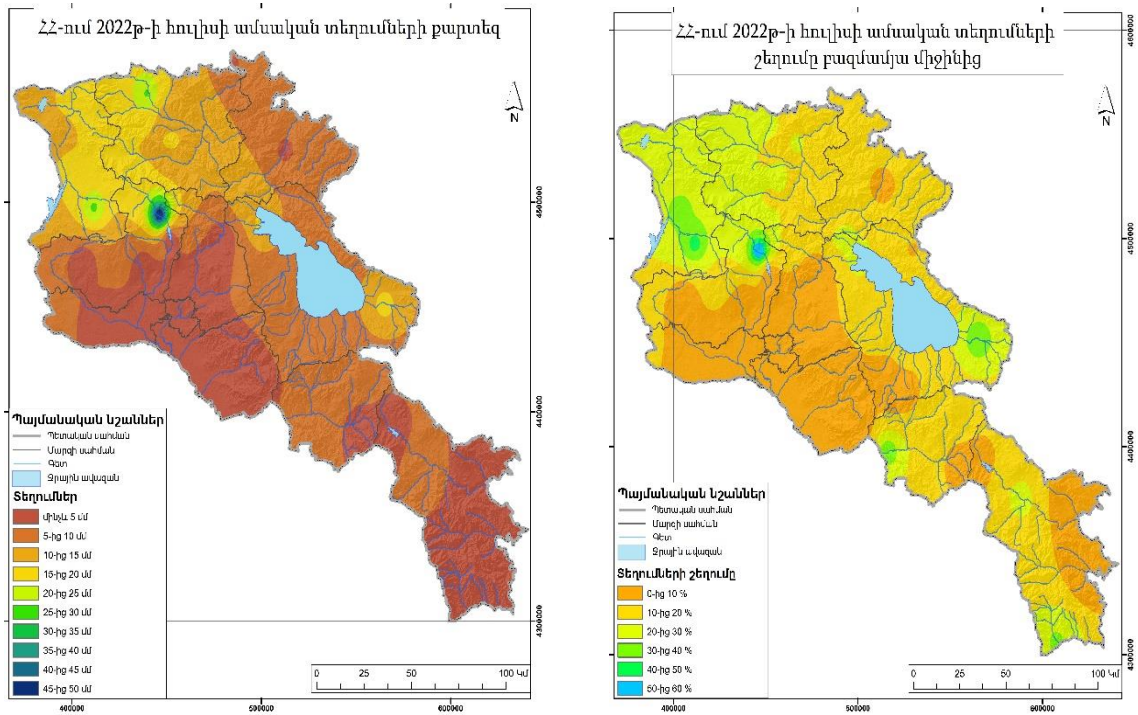 ՀՀ-ում 2022թ-ի հուլիսի ամսական տեղումների քարտեզ
N
4500000
4400000
4300000
Պայմանական նշաններ
Պետական սահման
Մարզի սահման
Գետ
Ջրային ավազան
Տեղումներ
մինչև 5 մմ
5-ից 10 մմ
10-ից 15 մմ
15-ից 20 մմ
20-ից 25 մմ
25-ից 30 մմ
30-ից 35 մմ
35-ից 40 մմ
40-ից 45 մմ
45-ից 50 մմ
0 25 50 100 Կմ
400000 500000 600000
ՀՀ-ում 2022թ-ի հուլիսի ամսական տեղումների
շեղումը բազմամյա միջինից
N
4600000
4500000
4400000
4300000
Պայմանական նշաններ
Պետական սահման
Մարզի սահման
Գետ
Ջրային ավազան
Տեղումների շեղումը
0-ից 10 %
10-ից 20 %
20-ից 30 %
30-ից 40 %
40-ից 50 %
50-ից 60 %
0 25 50 100 Կմ
400000 500000 600000